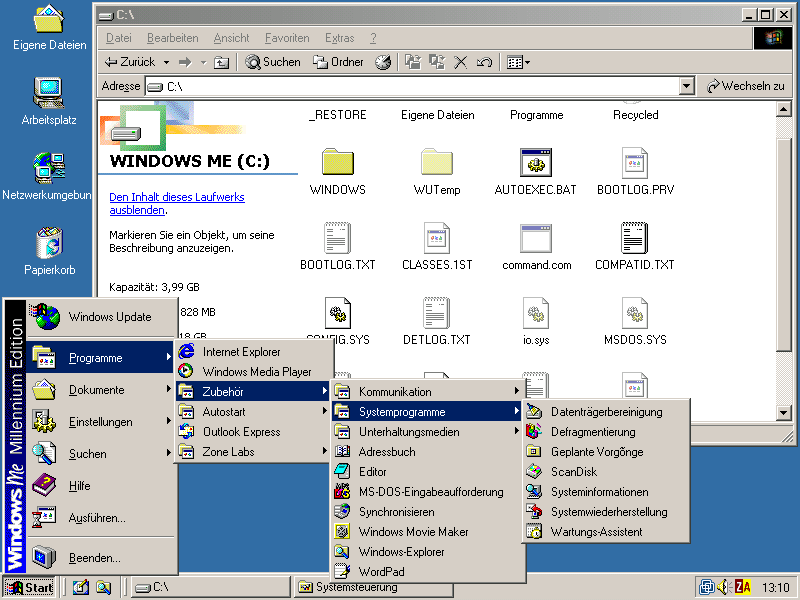 Eigene Dateien
Arbeitsplatz
Netzwerkumgebun
Papierkorb
C:\
Datei Bearbeiten Ansicht Favoriten Extras ?
Zurück Suchen Ordner
Adresse C:\ Wechseln zu
WINDOWS ME (C:)
Den Inhalt dieses Laufwerks
ausblenden.
Markieren Sie ein Objekt, um seine
Beschreibung anzuzeigen.
Kapazität: 3,99 GB
828 MB
18 GB
_RESTORE Eigene Dateien Programme Recycled
WINDOWS WUTemp AUTOEXEC.BAT BOOTLOG.PRV
BOOTLOG.TXT CLASSES.1ST command.com COMPATID.TXT
CONFIG.SYS DETLOG.TXT io.sys MSDOS.SYS
Windows Me Millennium Edition
Windows Update
Programme
Dokumente
Einstellungen
Suchen
Hilfe
Ausführen...
Beenden...
Internet Explorer
Windows Media Player
Zubehör
Autostart
Outlook Express
Zone Labs
Kommunikation
Systemprogramme
Unterhaltungsmedien
Adressbuch
Editor
MS-DOS-Eingabeaufforderung
Synchronisieren
Windows Movie Maker
Windows-Explorer
WordPad
Datenträgerbereinigung
Defragmentierung
Geplante Vorgönge
ScanDisk
Systeminformationen
Systemwiederherstellung
Wartungs-Assistent
Start C:\ Systemsteuerung ZA 13:10